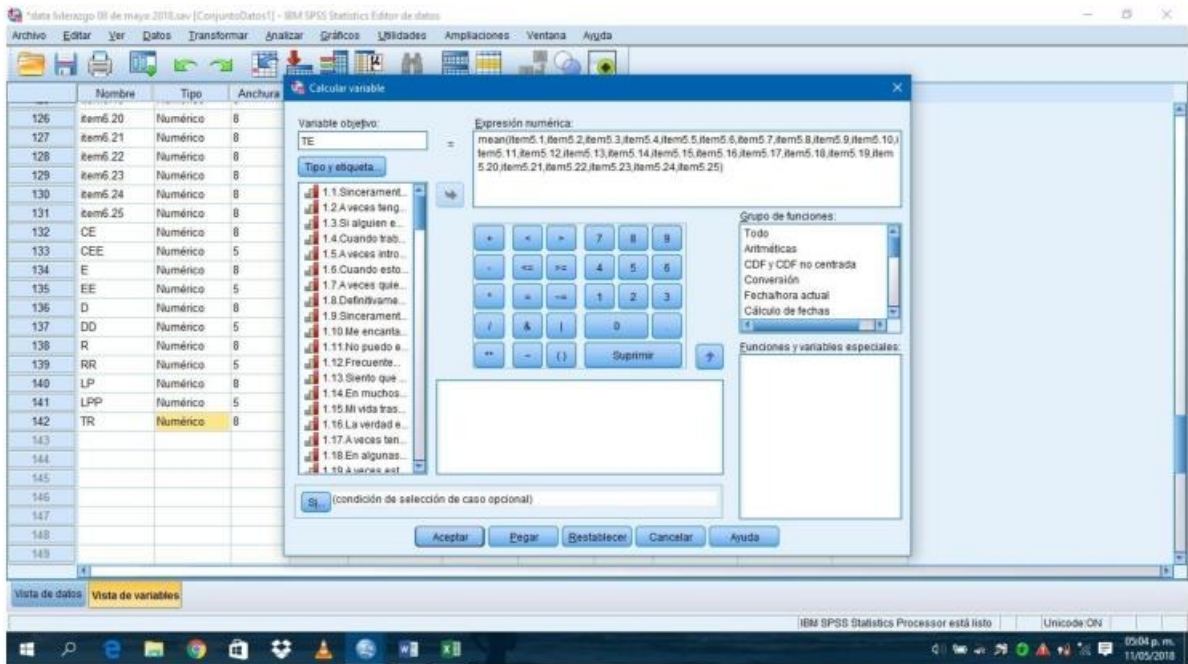 *data liderazgo 08 de mayo 2018.sav [ConjuntoDatos1] - IBM SPSS Statistics Editor de datos
Archivo Editar Ver Datos Transformar Analizar Gráficos Utilidades Ampliaciones Ventana Ayuda
Nombre Tipo Anchura
126 item6.20 Numérico 8
127 item6.21 Numérico 8
128 item6.22 Numérico 8
129 item6.23 Numérico 8
130 item6.24 Numérico 8
131 item6.25 Numérico 8
132 CE Numérico 8
133 CEE Numérico 5
134 E Numérico 8
135 EE Numérico 5
136 D Numérico 8
137 DD Numérico 5
138 R Numérico 8
139 RR Numérico 5
140 LP Numérico 8
141 LPP Numérico 5
142 TR Numérico 8
143
144
145
146
147
148
149
Calcular variable
Variable objetivo:
TE
=
Tipo y etiqueta...
Expresión numérica:
mean(item5.1,item5.2,item5.3,item5.4,item5.5,item5.6,item5.7,item5.8,item5.9,item5.10,i
tem5.11,item5.12,item5.13,item5.14,item5.15,item5.16,item5.17,item5.18,item5.19,item
5.20,item5.21,item5.22,item5.23,item5.24,item5.25)
1.1.Sincerament...
1.2.A veces teng...
1.3.Si alguien e...
1.4.Cuando trab...
1.5.A veces intro...
1.6.Cuando esto...
1.7.A veces quie...
1.8.Definitivame...
1.9.Sincerament...
1.10.Me encanta...
1.11.No puedo e...
1.12.Frecuente...
1.13.Siento que ...
1.14.En muchos...
1.15.Mi vida tras...
1.16.La verdad e...
1.17.A veces ten...
1.18.En algunas...
1.19.A veces est...
+ < > 7 8 9
- <= >= 4 5 6
* = ~= 1 2 3
/ & | 0 .
** ~ ( ) Suprimir
Grupo de funciones:
Todo
Aritméticas
CDF y CDF no centrada
Conversión
Fecha/hora actual
Cálculo de fechas
Funciones y variables especiales:
Si... (condición de selección de caso opcional)
Aceptar Pegar Restablecer Cancelar Ayuda
Vista de datos Vista de variables
IBM SPSS Statistics Processor está listo Unicode:ON
05:04 p. m.
11/05/2018